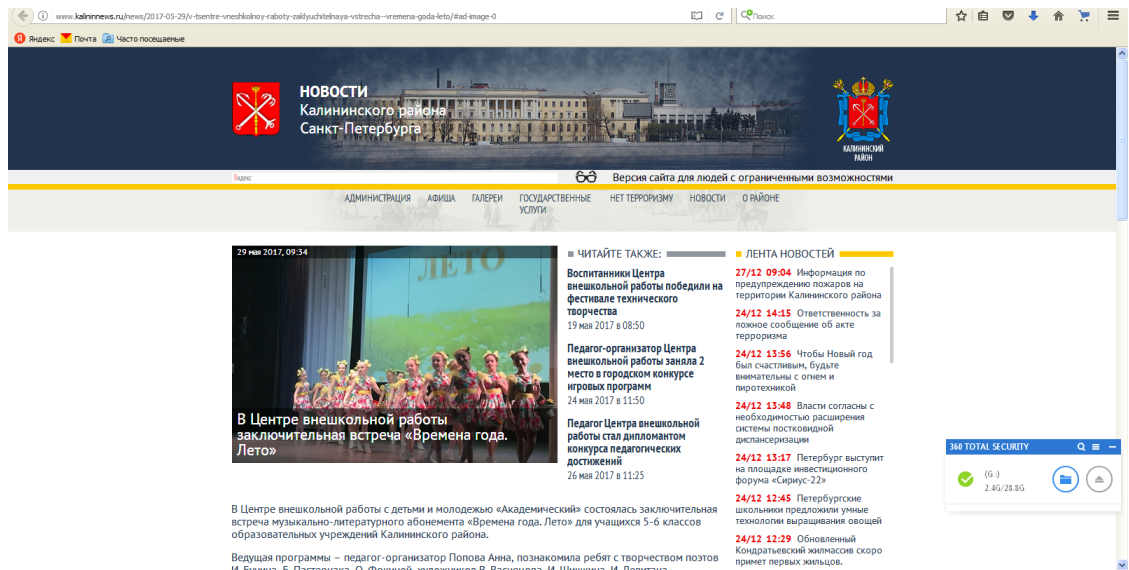 www.kalininnews.ru/news/2017-05-29/v-tsentre-vneshkolnoy-raboty-zaklyuchitelnaya-vstrecha--vremena-goda-leto/#ad-image-0
Поиск
Яндекс Почта Часто посещаемые
НОВОСТИ
Калининского района
Санкт-Петербурга
КАЛИНИНСКИЙ
РАЙОН
Яндекс
Версия сайта для людей с ограниченными возможностями
АДМИНИСТРАЦИЯ АФИША ГАЛЕРЕИ ГОСУДАРСТВЕННЫЕ УСЛУГИ НЕТ ТЕРРОРИЗМУ НОВОСТИ О РАЙОНЕ
29 мая 2017, 09:34
ЛЕТО
В Центре внешкольной работы
заключительная встреча «Времена года.
Лето»
ЧИТАЙТЕ ТАКЖЕ:
Воспитанники Центра
внешкольной работы победили на
фестивале технического
творчества
19 мая 2017 в 08:50
Педагог-организатор Центра
внешкольной работы заняла 2
место в городском конкурсе
игровых программ
24 мая 2017 в 11:50
Педагог Центра внешкольной
работы стал дипломантом
конкурса педагогических
достижений
26 мая 2017 в 11:25
ЛЕНТА НОВОСТЕЙ
27/12 09:04 Информация по
предупреждению пожаров на
территории Калининского района
24/12 14:15 Ответственность за
ложное сообщение об акте
терроризма
24/12 13:56 Чтобы Новый год
был счастливым, будьте
внимательны с огнем и
пиротехникой
24/12 13:48 Власти согласны с
необходимостью расширения
системы постковидной
диспансеризации
24/12 13:17 Петербург выступит
на площадке инвестиционного
форума «Сириус-22»
24/12 12:45 Петербургские
школьники предложили умные
технологии выращивания овощей
24/12 12:29 Обновленный
Кондратьевский жилмассив скоро
примет первых жильцов.
360 TOTAL SECURITY
(G :)
2.4G/28.8G
В Центре внешкольной работы с детьми и молодежью «Академический» состоялась заключительная
встреча музыкально-литературного абонемента «Времена года. Лето» для учащихся 5-6 классов
образовательных учреждений Калининского района.
Ведущая программы – педагог-организатор Попова Анна, познакомила ребят с творчеством поэтов
И. Бунина, Б. Пастернака, О. Фокиной, художников В. Васнецова, И. Шишкина, И. Левитана,